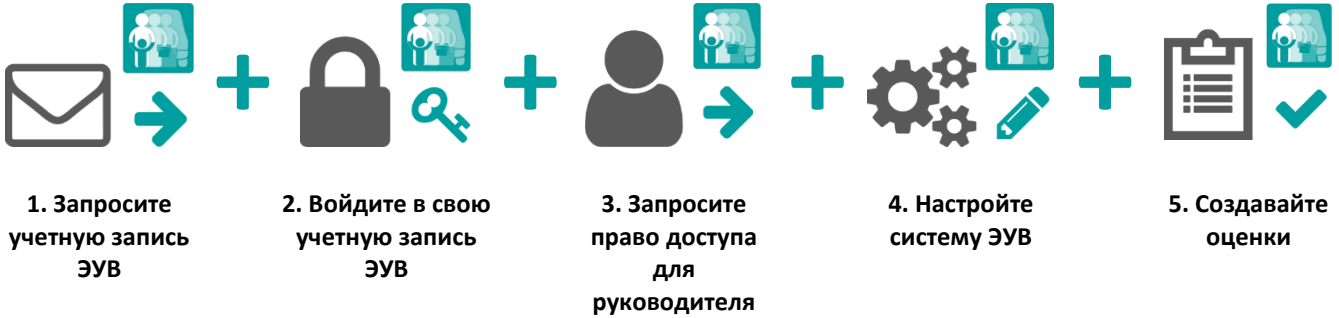 1. Запросите
учетную запись
ЭУВ
2. Войдите в свою
учетную запись
ЭУВ
3. Запросите
право доступа
для
руководителя
4. Настройте
систему ЭУВ
5. Создавайте
оценки